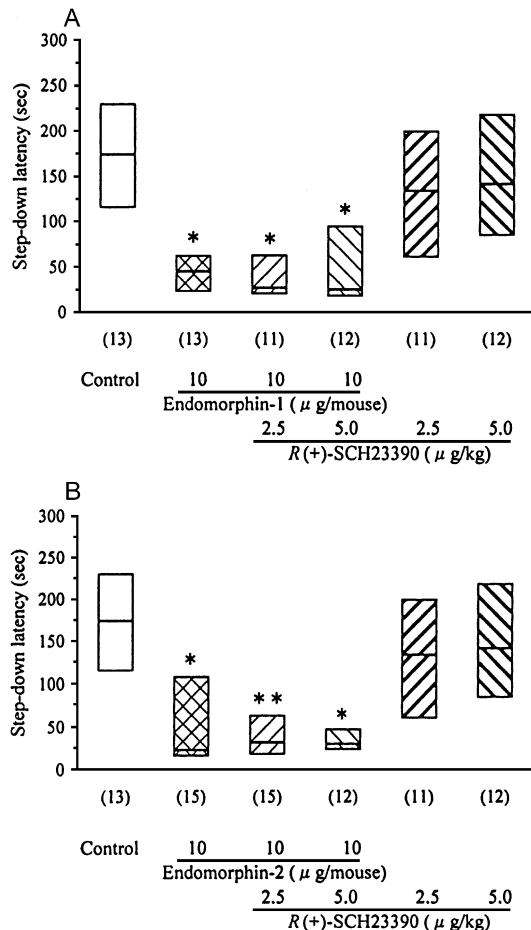 A
Step-down latency (sec)
300
250
200
150
100
50
0
*
*
*
(13) (13) (11) (12) (11) (12)
Control 10 10 10
Endomorphin-1 ( μ g/mouse)
2.5 5.0 2.5 5.0
R(+)-SCH23390 ( μ g/kg)
B
Step-down latency (sec)
300
250
200
150
100
50
0
*
**
*
(13) (15) (15) (12) (11) (12)
Control 10 10 10
Endomorphin-2 ( μ g/mouse)
2.5 5.0 2.5 5.0
R(+)-SCH23390 ( μ g/kg)